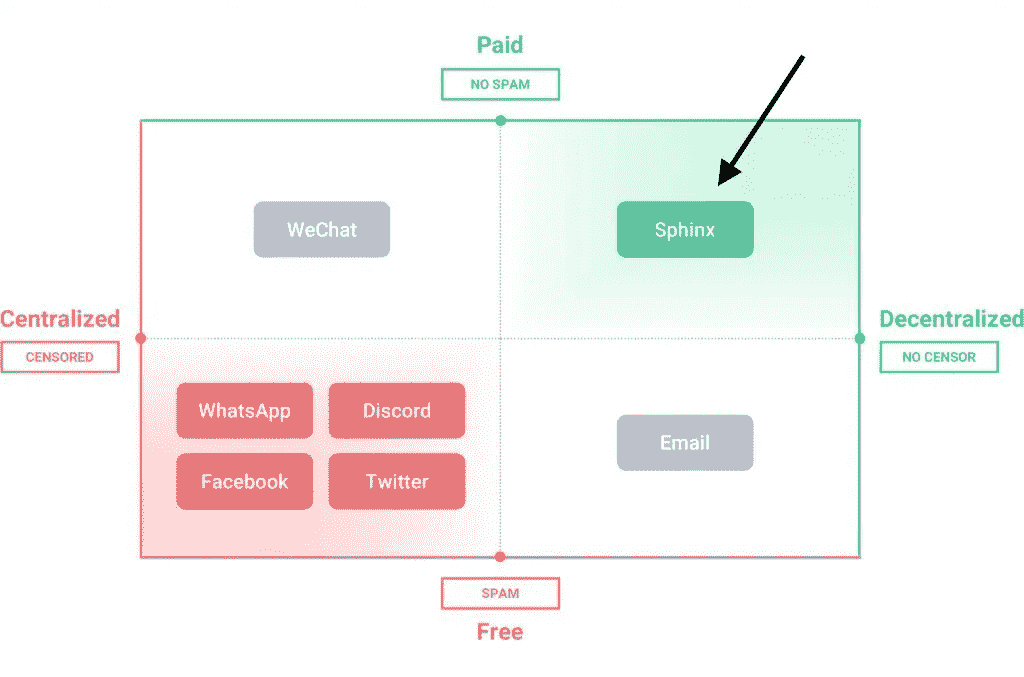 Paid
NO SPAM
WeChat
Sphinx
Centralized
CENSORED
Decentralized
NO CENSOR
WhatsApp
Discord
Facebook
Twitter
Email
SPAM
Free